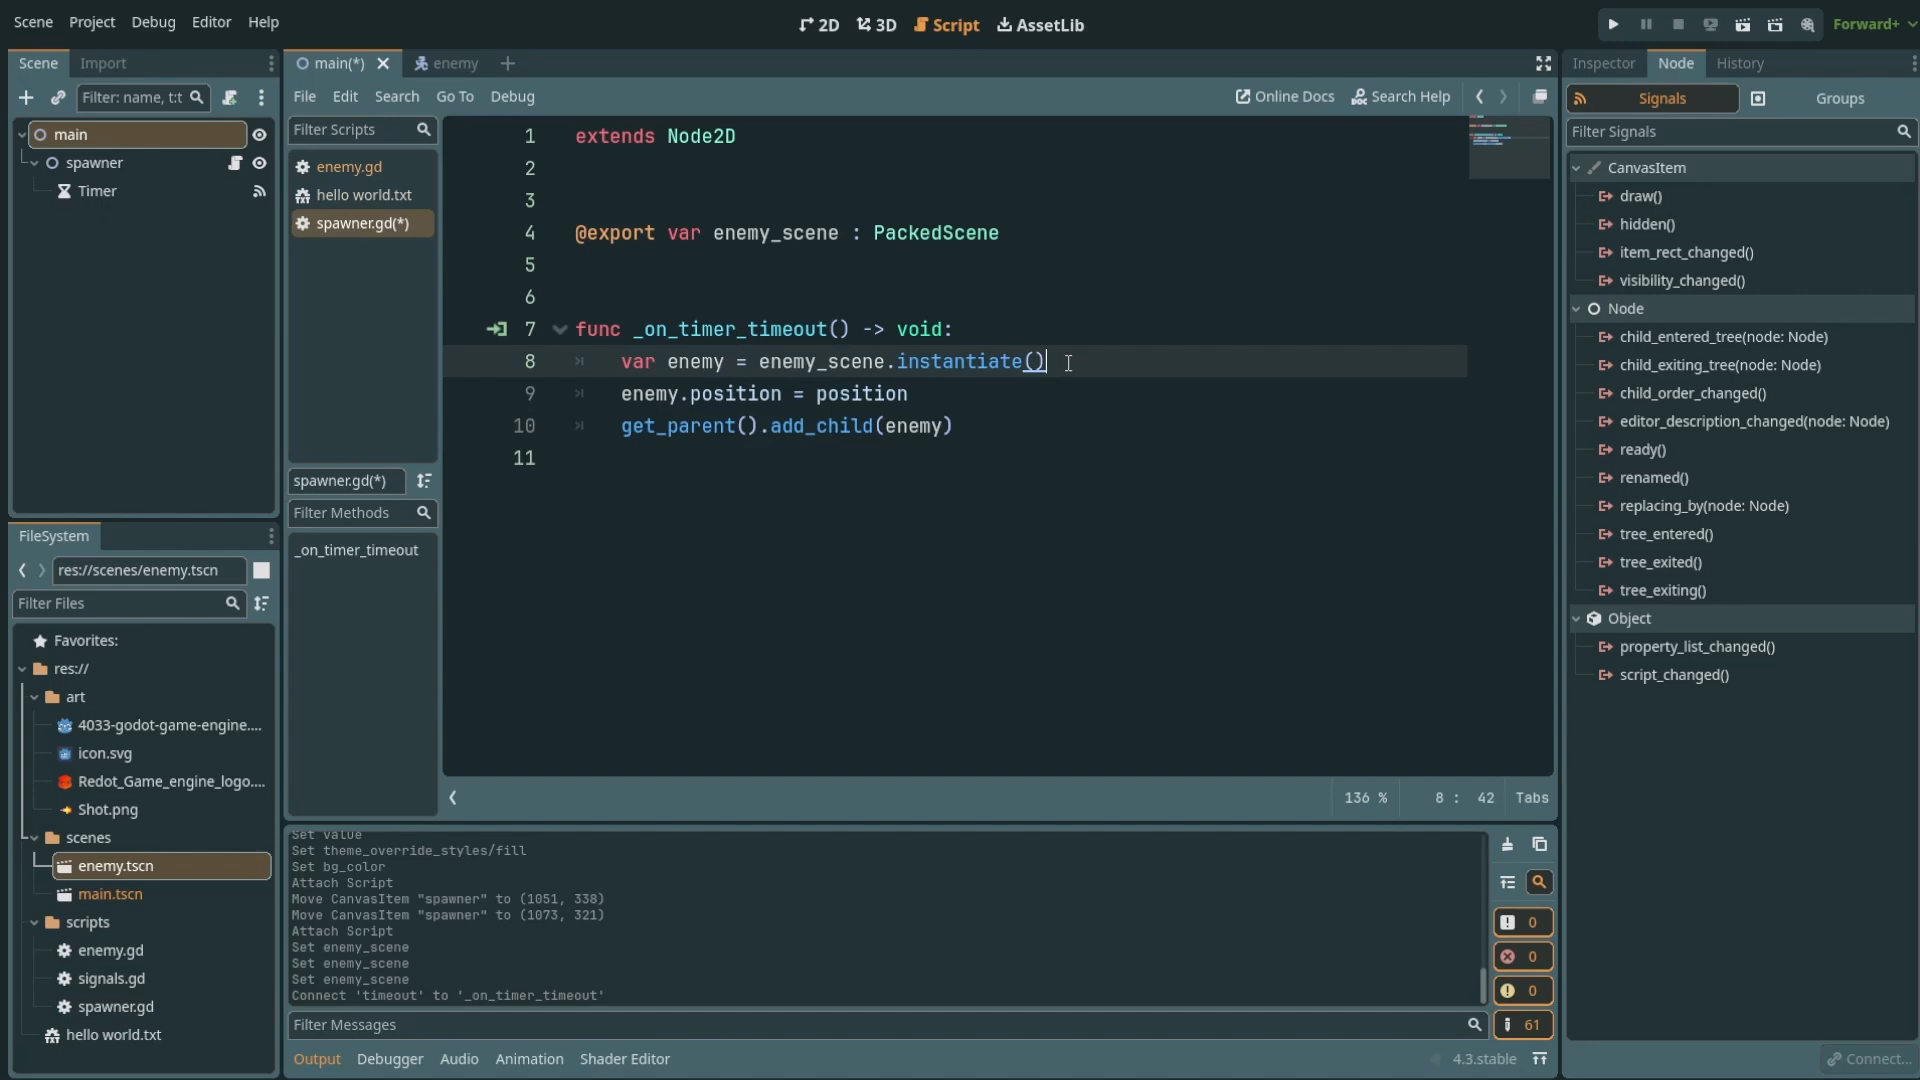 Scene Project Debug Editor Help
2D 3D Script AssetLib
Forward+
Scene Import
main(*) enemy
Inspector Node History
Filter: name, t:t
File Edit Search Go To Debug
Online Docs Search Help
Signals Groups
Filter Signals
main
spawner
Timer
Filter Scripts
enemy.gd
hello world.txt
spawner.gd(*)
spawner.gd(*)
Filter Methods
_on_timer_timeout
1 extends Node2D
2
3
4 @export var enemy_scene : PackedScene
5
6
7 func _on_timer_timeout() -> void:
8 var enemy = enemy_scene.instantiate()
9 enemy.position = position
10 get_parent().add_child(enemy)
11
136 % 8 : 42 Tabs
CanvasItem
draw()
hidden()
item_rect_changed()
visibility_changed()
Node
child_entered_tree(node: Node)
child_exiting_tree(node: Node)
child_order_changed()
editor_description_changed(node: Node)
ready()
renamed()
replacing_by(node: Node)
tree_entered()
tree_exited()
tree_exiting()
Object
property_list_changed()
script_changed()
Connect...
FileSystem
res://scenes/enemy.tscn
Filter Files
Favorites:
res://
art
4033-godot-game-engine....
icon.svg
Redot_Game_engine_logo....
Shot.png
scenes
enemy.tscn
main.tscn
scripts
enemy.gd
signals.gd
spawner.gd
hello world.txt
Set value
Set theme_override_styles/fill
Set bg_color
Attach Script
Move CanvasItem "spawner" to (1051, 338)
Move CanvasItem "spawner" to (1073, 321)
Attach Script
Set enemy_scene
Set enemy_scene
Set enemy_scene
Connect 'timeout' to '_on_timer_timeout'
0
0
0
61
Filter Messages
Output Debugger Audio Animation Shader Editor
4.3.stable